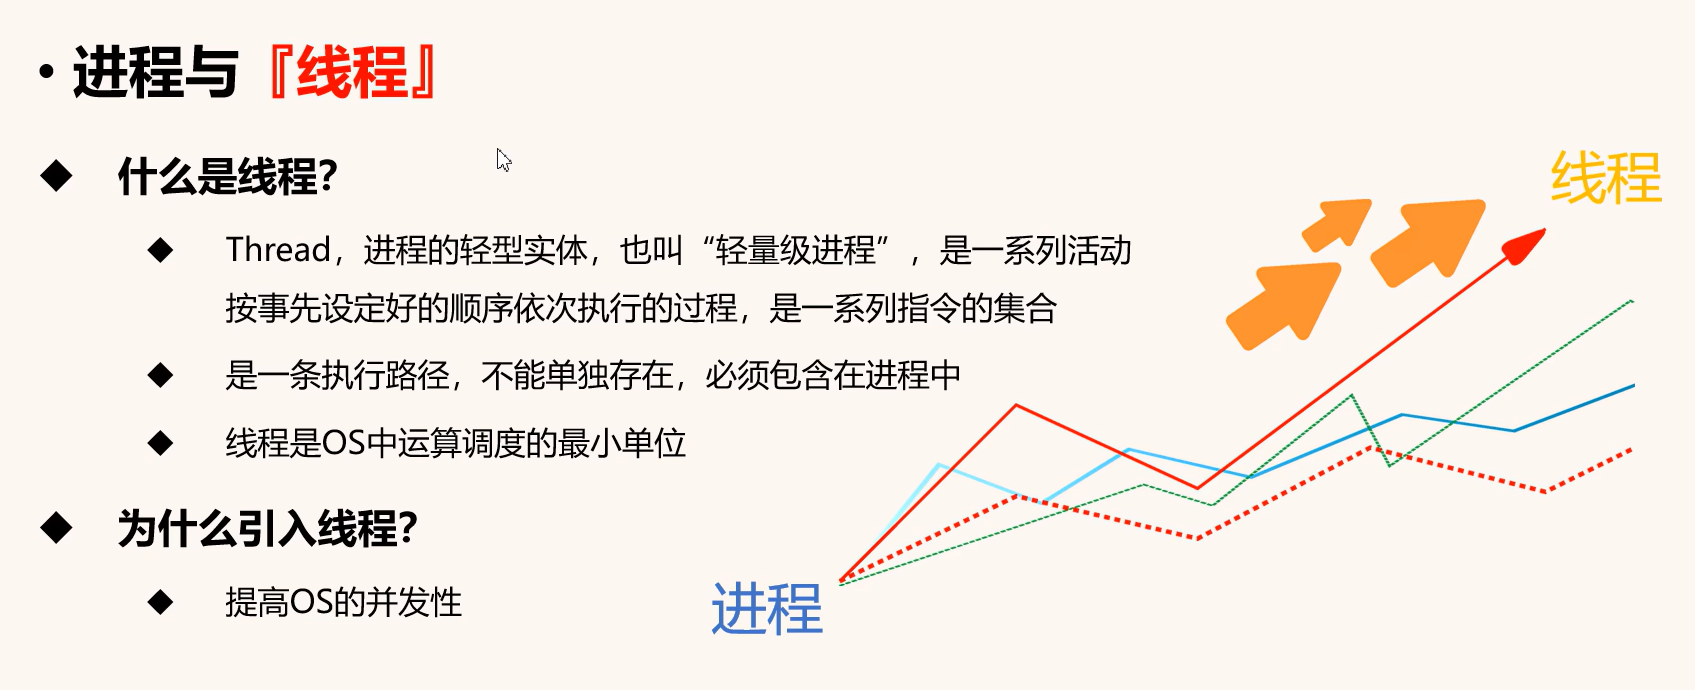 • 进程与『线程』
◆ 什么是线程？
◆ Thread，进程的轻型实体，也叫“轻量级进程”，是一系列活动
按事先设定好的顺序依次执行的过程，是一系列指令的集合
◆ 是一条执行路径，不能单独存在，必须包含在进程中
◆ 线程是OS中运算调度的最小单位
◆ 为什么引入线程？
◆ 提高OS的并发性
线程
进程